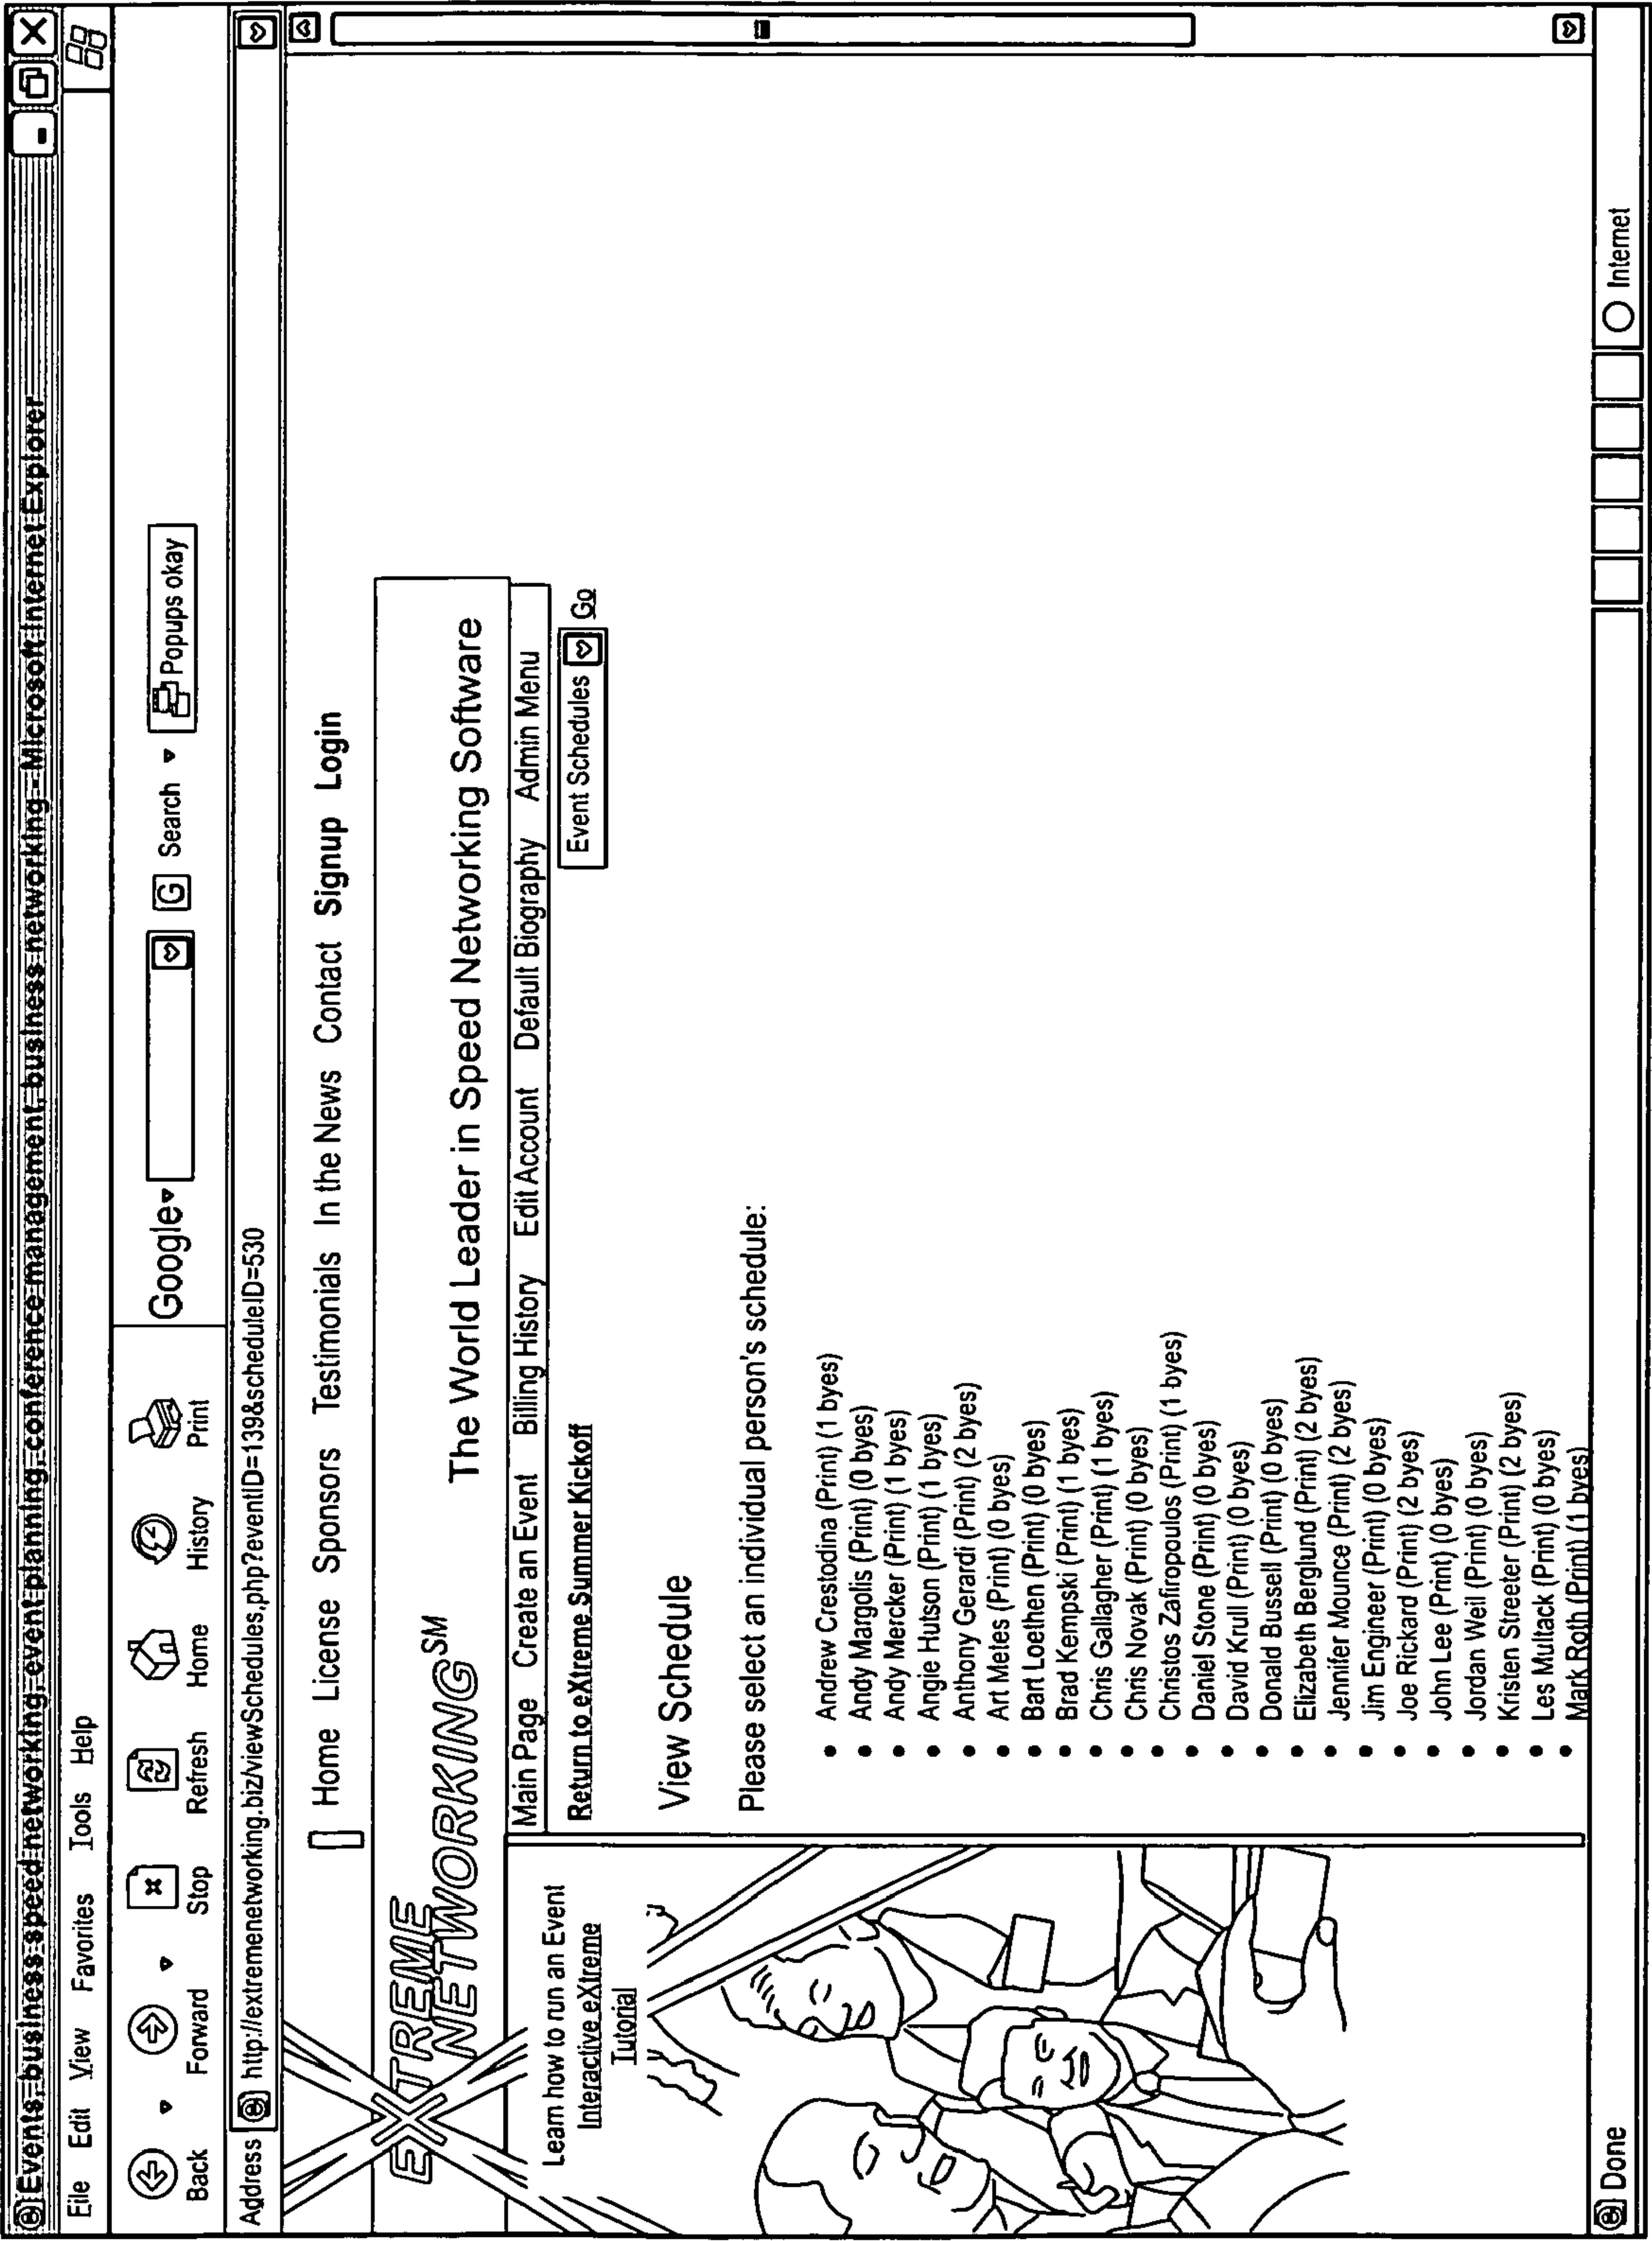 Events, business speed networking, event planning, conference management, business networking - Microsoft Internet Explorer
File Edit View Favorites Tools Help
Back Forward Stop Refresh Home History Print Google G Search Popups okay
Address http://extremenetworking.biz/viewSchedules,php?eventID=139&scheduleID=530
Home License Sponsors Testimonials In the News Contact Signup Login
EXTREME
NETWORKING SM
The World Leader in Speed Networking Software
Main Page Create an Event Billing History Edit Account Default Biography Admin Menu
Learn how to run an Event
Interactive eXtreme
Tutorial
Return to eXtreme Summer Kickoff
Event Schedules Go
View Schedule
Please select an individual person's schedule:
• Andrew Crestodina (Print) (1 byes)
• Andy Margolis (Print) (0 byes)
• Andy Mercker (Print) (1 byes)
• Angie Hutson (Print) (1 byes)
• Anthony Gerardi (Print) (2 byes)
• Art Metes (Print) (0 byes)
• Bart Loethen (Print) (0 byes)
• Brad Kempski (Print) (1 byes)
• Chris Gallagher (Print) (1 byes)
• Chris Novak (Print) (0 byes)
• Christos Zafiropoulos (Print) (1 byes)
• Daniel Stone (Print) (0 byes)
• David Krull (Print) (0 byes)
• Donald Bussell (Print) (0 byes)
• Elizabeth Berglund (Print) (2 byes)
• Jennifer Mounce (Print) (2 byes)
• Jim Engineer (Print) (0 byes)
• Joe Rickard (Print) (2 byes)
• John Lee (Print) (0 byes)
• Jordan Weil (Print) (0 byes)
• Kristen Streeter (Print) (2 byes)
• Les Multack (Print) (0 byes)
• Mark Roth (Print) (1 byes)
Done Internet